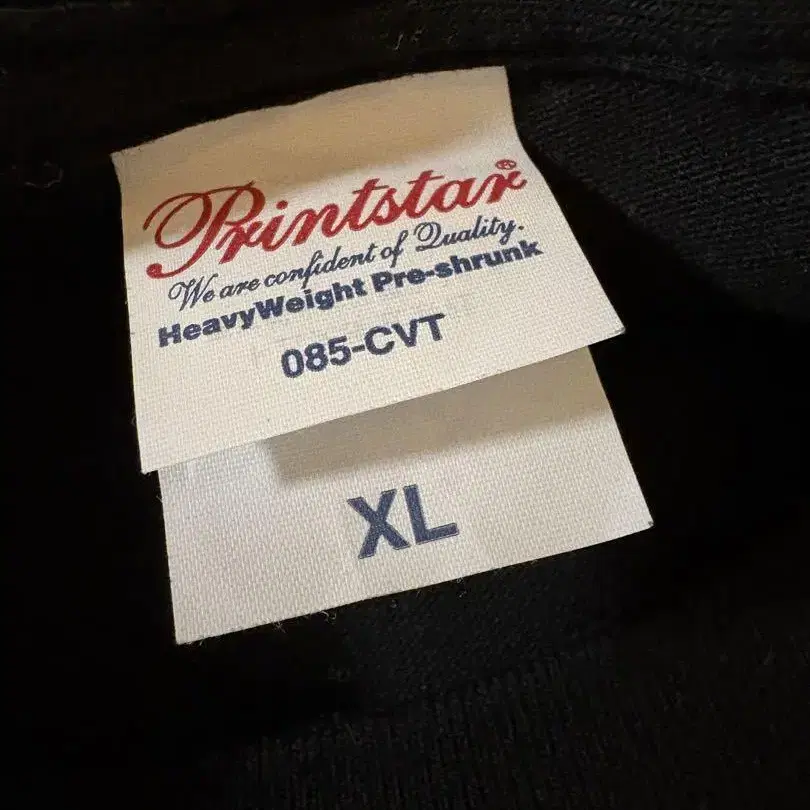 Printstar®
We are confident of Quality.
HeavyWeight Pre-shrunk
085-CVT
XL